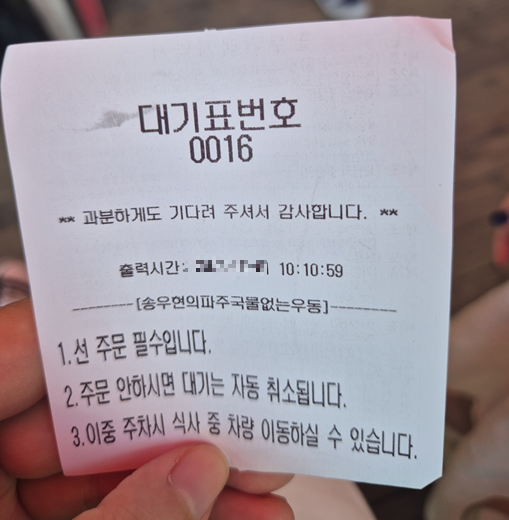 대기표번호
0016
** 과분하게도 기다려 주셔서 감사합니다. **
출력시간: 10:10:59
--------[송우현의파주국물없는우동]--------
1.선 주문 필수입니다.
2.주문 안하시면 대기는 자동 취소됩니다.
3.이중 주차시 식사 중 차량 이동하실 수 있습니다.